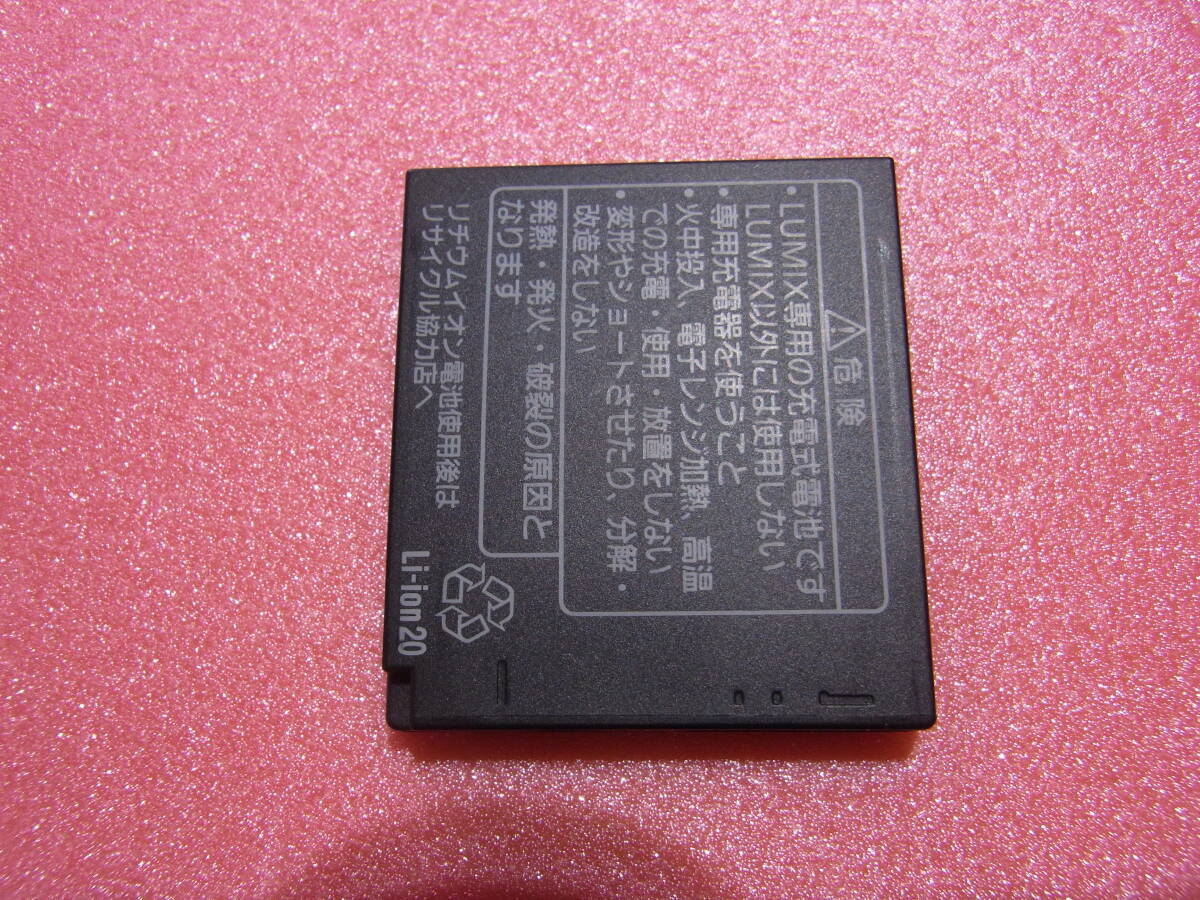 ⚠危険
・LUMIX専用の充電式電池です
LUMIX以外には使用しない
・専用充電器を使うこと
・火中投入、電子レンジ加熱、高温
での充電・使用・放置をしない
・変形やショートさせたり、分解・
改造をしない
発熱・発火・破裂の原因と
なります
リチウムイオン電池使用後は
リサイクル協力店へ
Li-ion20